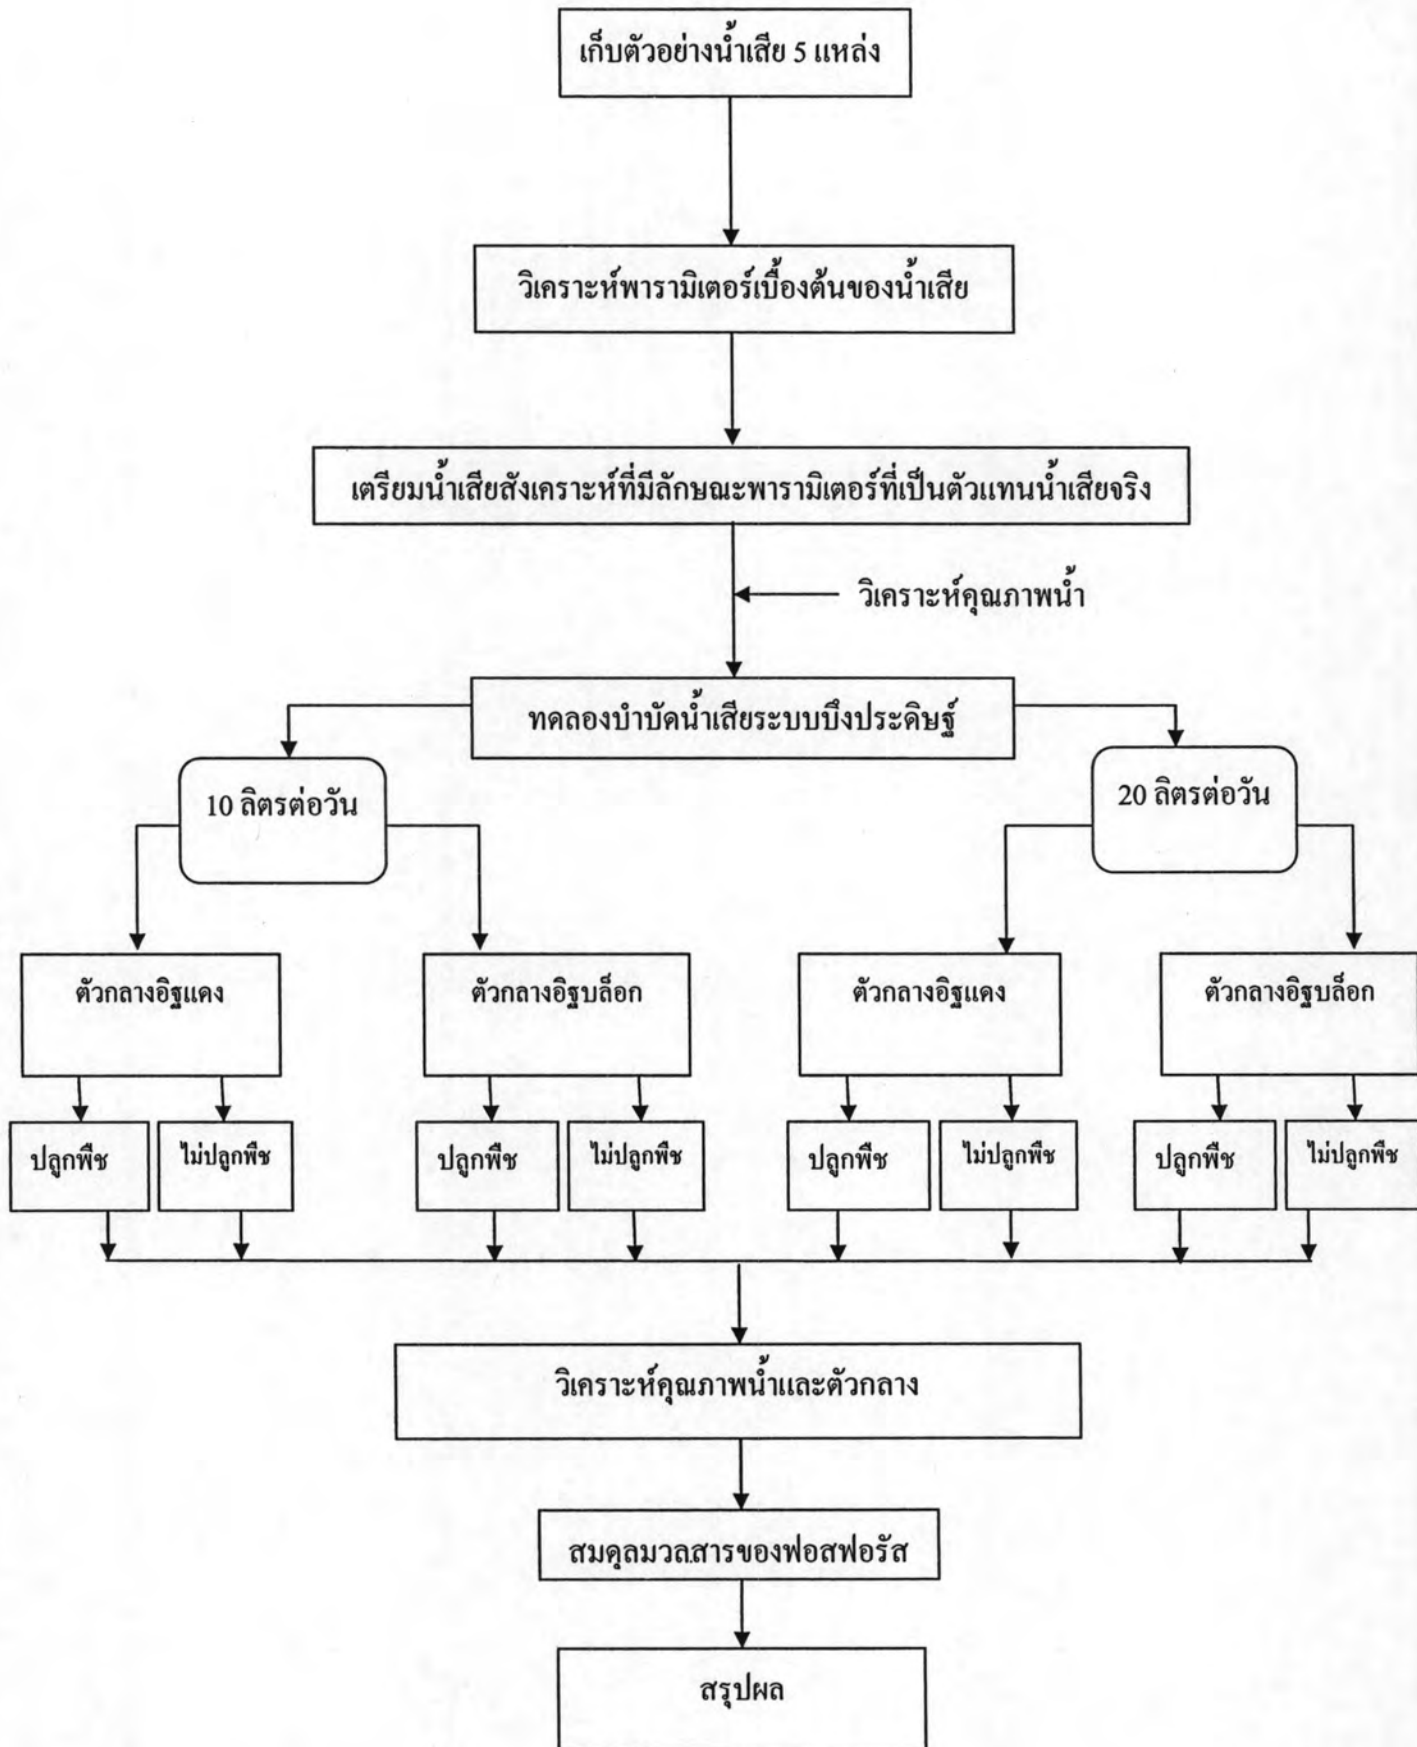 เก็บตัวอย่างน้ำเสีย 5 แหล่ง
วิเคราะห์พารามิเตอร์เบื้องต้นของน้ำเสีย
เตรียมน้ำเสียสังเคราะห์ที่มีลักษณะพารามิเตอร์ที่เป็นตัวแทนน้ำเสียจริง
วิเคราะห์คุณภาพน้ำ
ทดลองบำบัดน้ำเสียระบบบึงประดิษฐ์
10 ลิตรต่อวัน
20 ลิตรต่อวัน
ตัวกลางอิฐแดง
ตัวกลางอิฐบล็อก
ตัวกลางอิฐแดง
ตัวกลางอิฐบล็อก
ปลูกพืช
ไม่ปลูกพืช
ปลูกพืช
ไม่ปลูกพืช
ปลูกพืช
ไม่ปลูกพืช
ปลูกพืช
ไม่ปลูกพืช
วิเคราะห์คุณภาพน้ำและตัวกลาง
สมดุลมวลสารของฟอสฟอรัส
สรุปผล